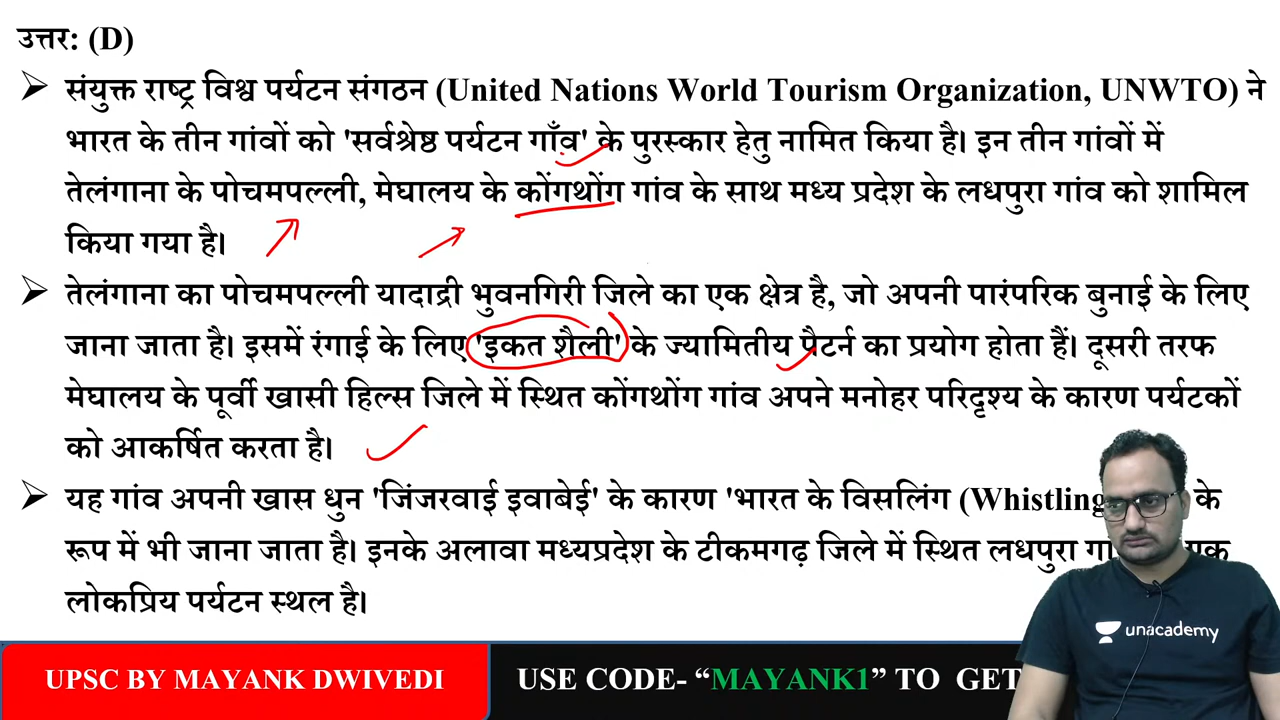 उत्तर: (D)
संयुक्त राष्ट्र विश्व पर्यटन संगठन (United Nations World Tourism Organization, UNWTO) ने
भारत के तीन गांवों को 'सर्वश्रेष्ठ पर्यटन गाँव' के पुरस्कार हेतु नामित किया है। इन तीन गांवों में
तेलंगाना के पोचमपल्ली, मेघालय के कोंगथोंग गांव के साथ मध्य प्रदेश के लधपुरा गांव को शामिल
किया गया है।
तेलंगाना का पोचमपल्ली यादाद्री भुवनगिरी जिले का एक क्षेत्र है, जो अपनी पारंपरिक बुनाई के लिए
जाना जाता है। इसमें रंगाई के लिए 'इकत शैली' के ज्यामितीय पैटर्न का प्रयोग होता हैं। दूसरी तरफ
मेघालय के पूर्वी खासी हिल्स जिले में स्थित कोंगथोंग गांव अपने मनोहर परिदृश्य के कारण पर्यटकों
को आकर्षित करता है।
यह गांव अपनी खास धुन 'जिंजरवाई इवाबेई' के कारण 'भारत के विसलिंग (Whistling के
रूप में भी जाना जाता है। इनके अलावा मध्यप्रदेश के टीकमगढ़ जिले में स्थित लधपुरा एक
लोकप्रिय पर्यटन स्थल है।
unacademy
UPSC BY MAYANK DWIVEDI
USE CODE- “MAYANK1” TO GET